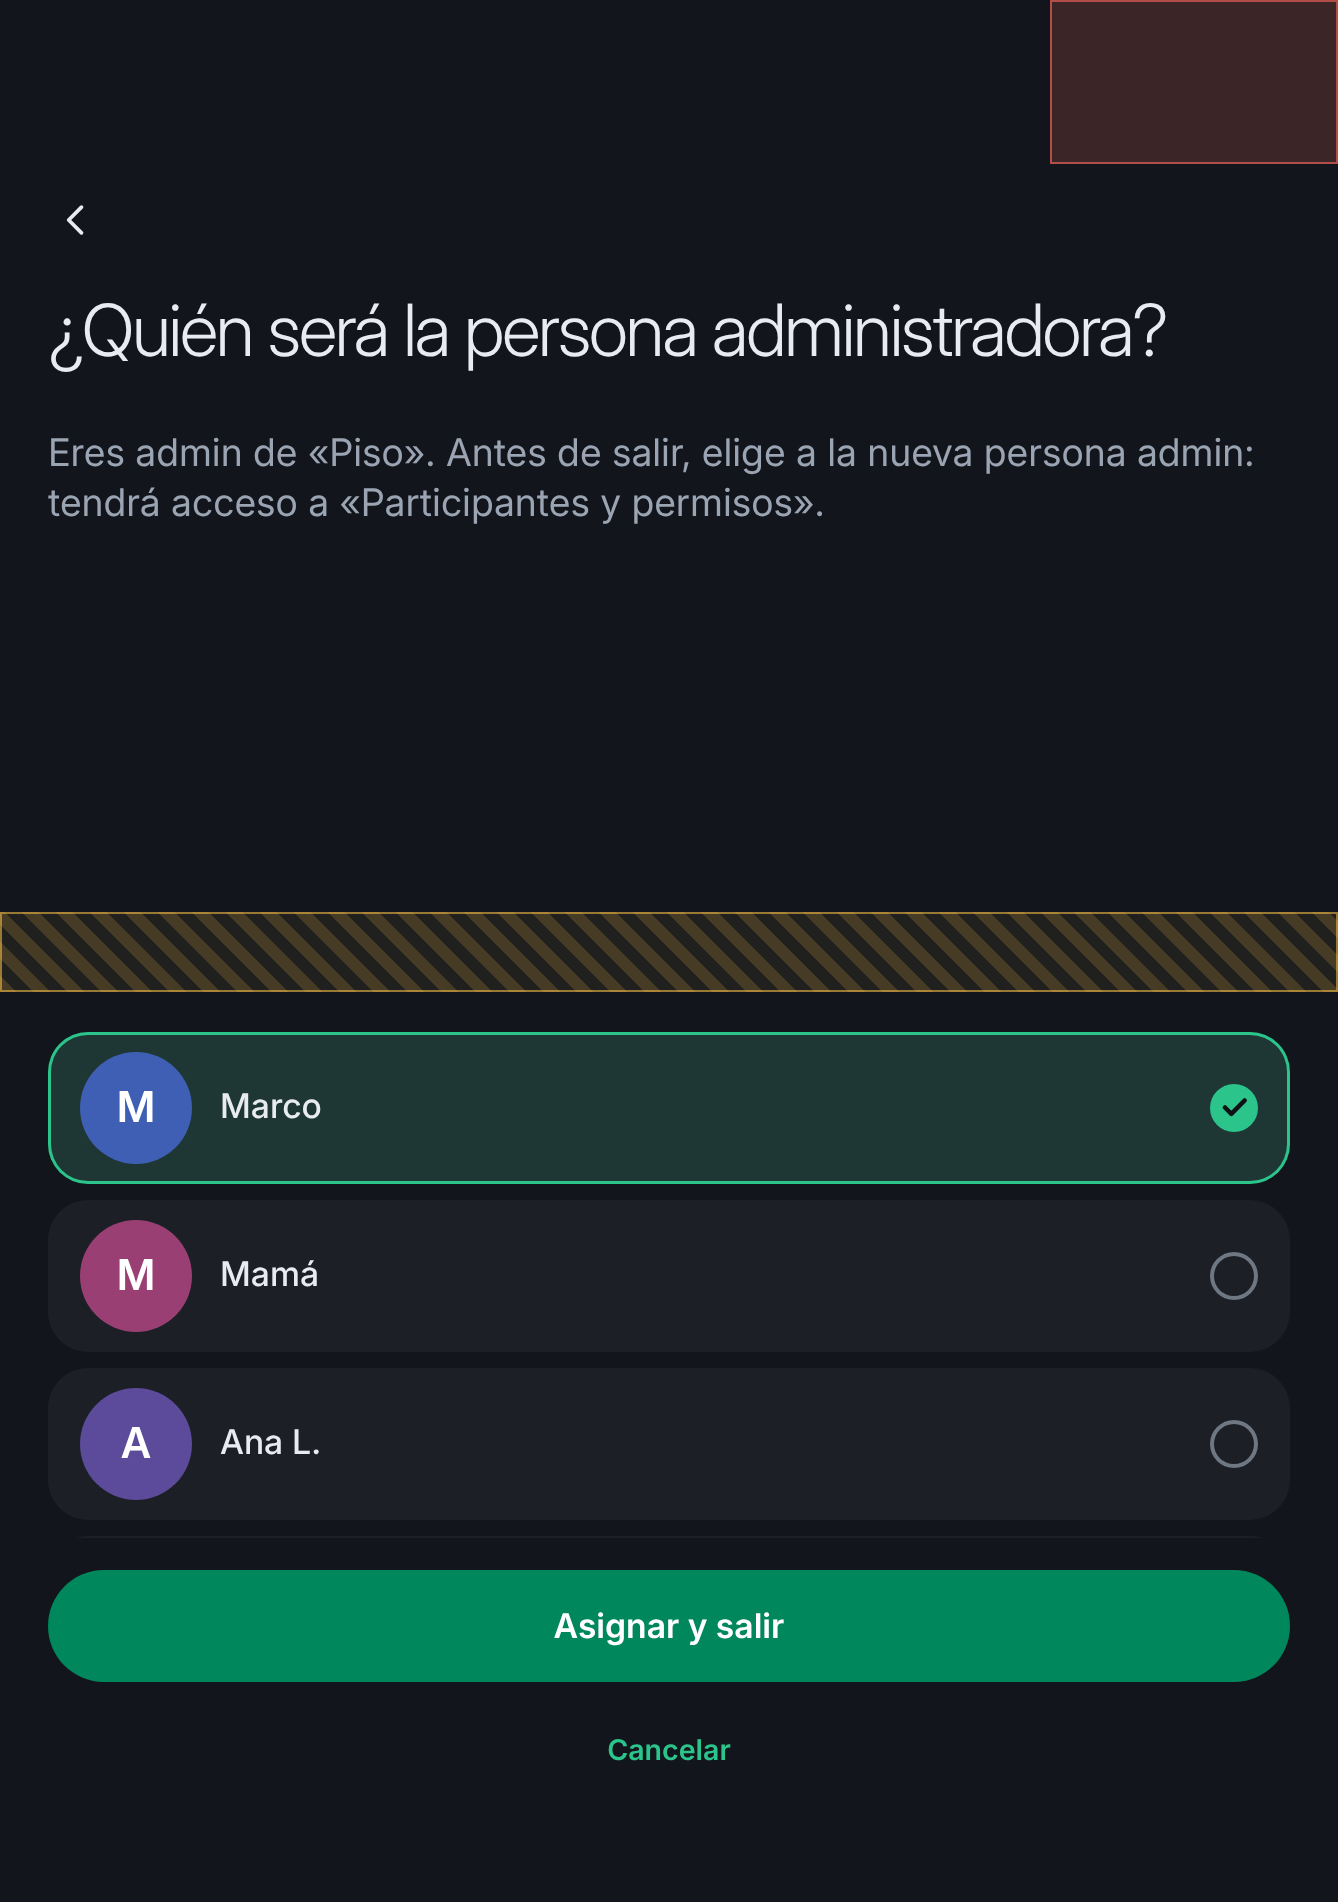 ¿Quién será la persona administradora?
Eres admin de «Piso». Antes de salir, elige a la nueva persona admin:
tendrá acceso a «Participantes y permisos».
M Marco
M Mamá
A Ana L.
Asignar y salir
Cancelar